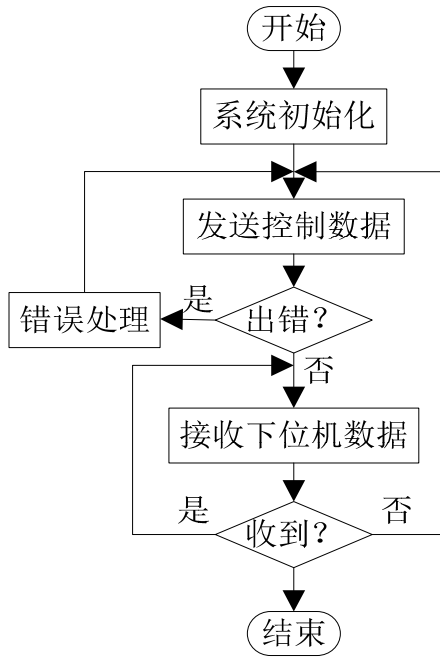 开始
系统初始化
发送控制数据
是
错误处理
出错?
否
接收下位机数据
是
否
收到?
结束